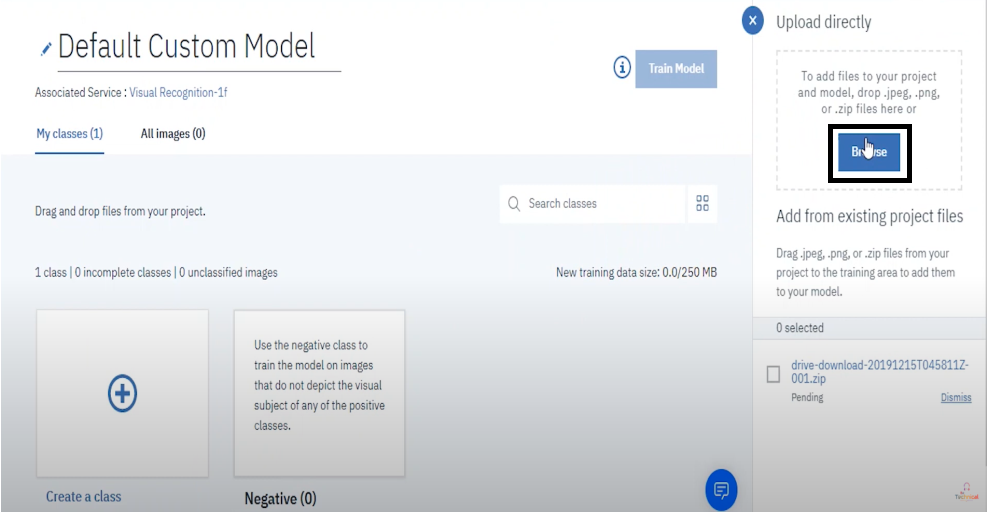 Default Custom Model
Train Model
Associated Service : Visual Recognition-1f
My classes (1)
All images (0)
Drag and drop files from your project.
Search classes
1 class | 0 incomplete classes | 0 unclassified images
New training data size: 0.0/250 MB
Use the negative class to
train the model on images
that do not depict the visual
subject of any of the positive
classes.
Create a class
Negative (0)
Upload directly
To add files to your project
and model, drop .jpeg, .png,
or .zip files here or
Browse
Add from existing project files
Drag .jpeg, .png, or .zip files from your
project to the training area to add them
to your model.
0 selected
drive-download-20191215T045811Z-
001.zip
Pending
Dismiss